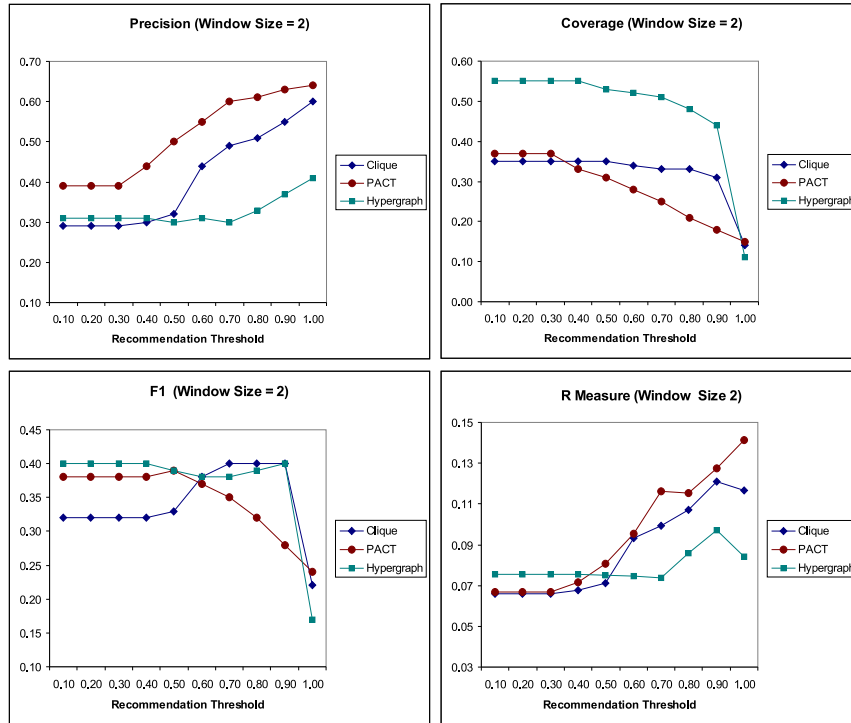 Precision (Window Size = 2)
0.70
0.60
0.50
0.40
0.30
0.20
0.10
0.10 0.20 0.30 0.40 0.50 0.60 0.70 0.80 0.90 1.00
Recommendation Threshold
Clique
PACT
Hypergraph
Coverage (Window Size = 2)
0.60
0.50
0.40
0.30
0.20
0.10
0.00
0.10 0.20 0.30 0.40 0.50 0.60 0.70 0.80 0.90 1.00
Recommendation Threshold
Clique
PACT
Hypergraph
F1 (Window Size = 2)
0.45
0.40
0.35
0.30
0.25
0.20
0.15
0.10
0.10 0.20 0.30 0.40 0.50 0.60 0.70 0.80 0.90 1.00
Recommendation Threshold
Clique
PACT
Hypergraph
R Measure (Window Size 2)
0.15
0.13
0.11
0.09
0.07
0.05
0.03
0.10 0.20 0.30 0.40 0.50 0.60 0.70 0.80 0.90 1.00
Recommendation Threshold
Clique
PACT
Hypergraph